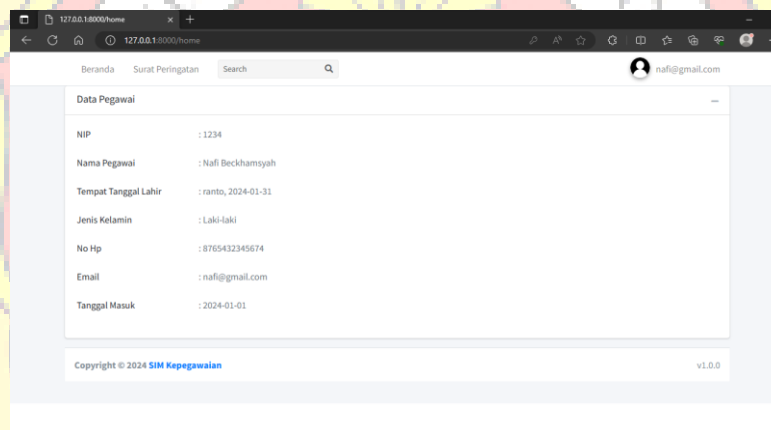 127.0.0.1:8000/home
127.0.0.1:8000/home
Beranda Surat Peringatan Search nafi@gmail.com
Data Pegawai
NIP : 1234
Nama Pegawai : Nafi Beckhamsyah
Tempat Tanggal Lahir : ranto, 2024-01-31
Jenis Kelamin : Laki-laki
No Hp : 8765432345674
Email : nafi@gmail.com
Tanggal Masuk : 2024-01-01
Copyright © 2024 SIM Kepegawaian v1.0.0